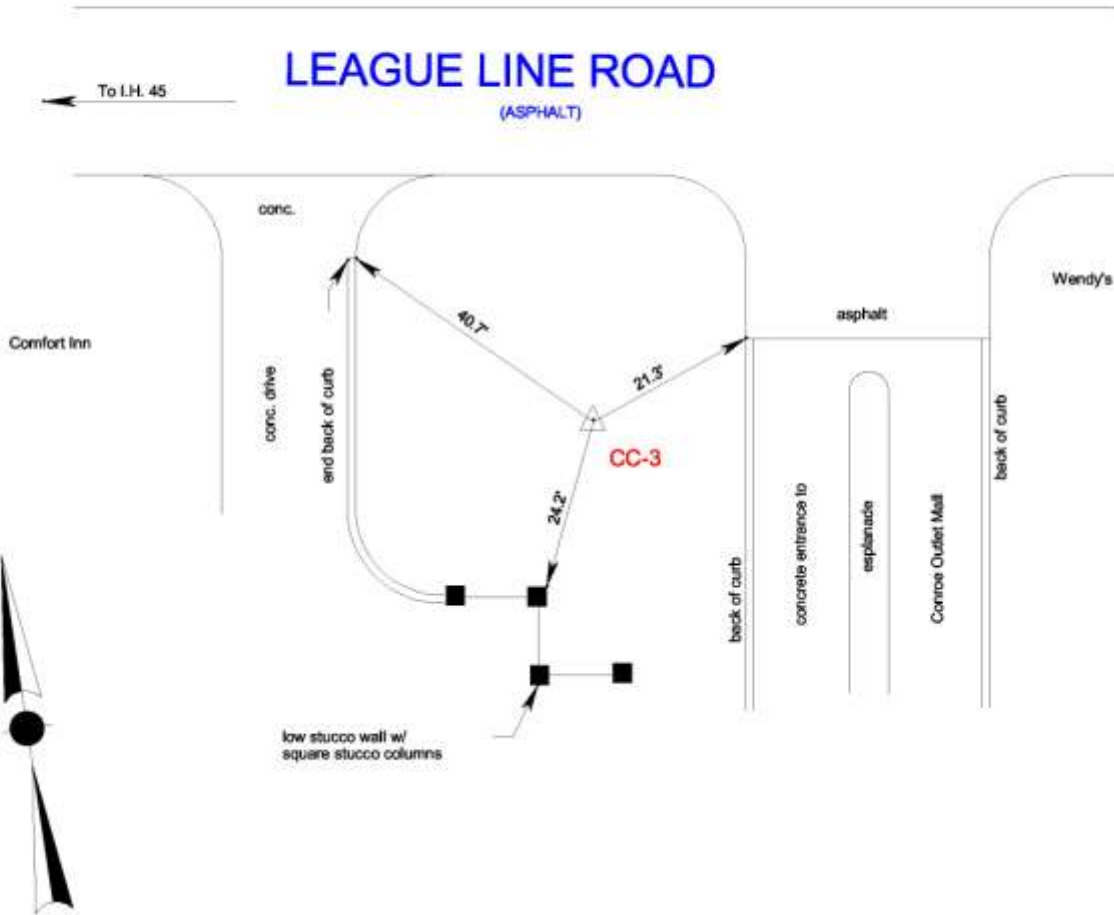 LEAGUE LINE ROAD
(ASPHALT)
To I.H. 45
conc.
Wendy's
Comfort Inn
asphalt
40.7'
21.3'
conc. drive
end back of curb
CC-3
24.2'
back of curb
back of curb
concrete entrance to
esplanade
Conroe Outlet Mall
low stucco wall w/
square stucco columns